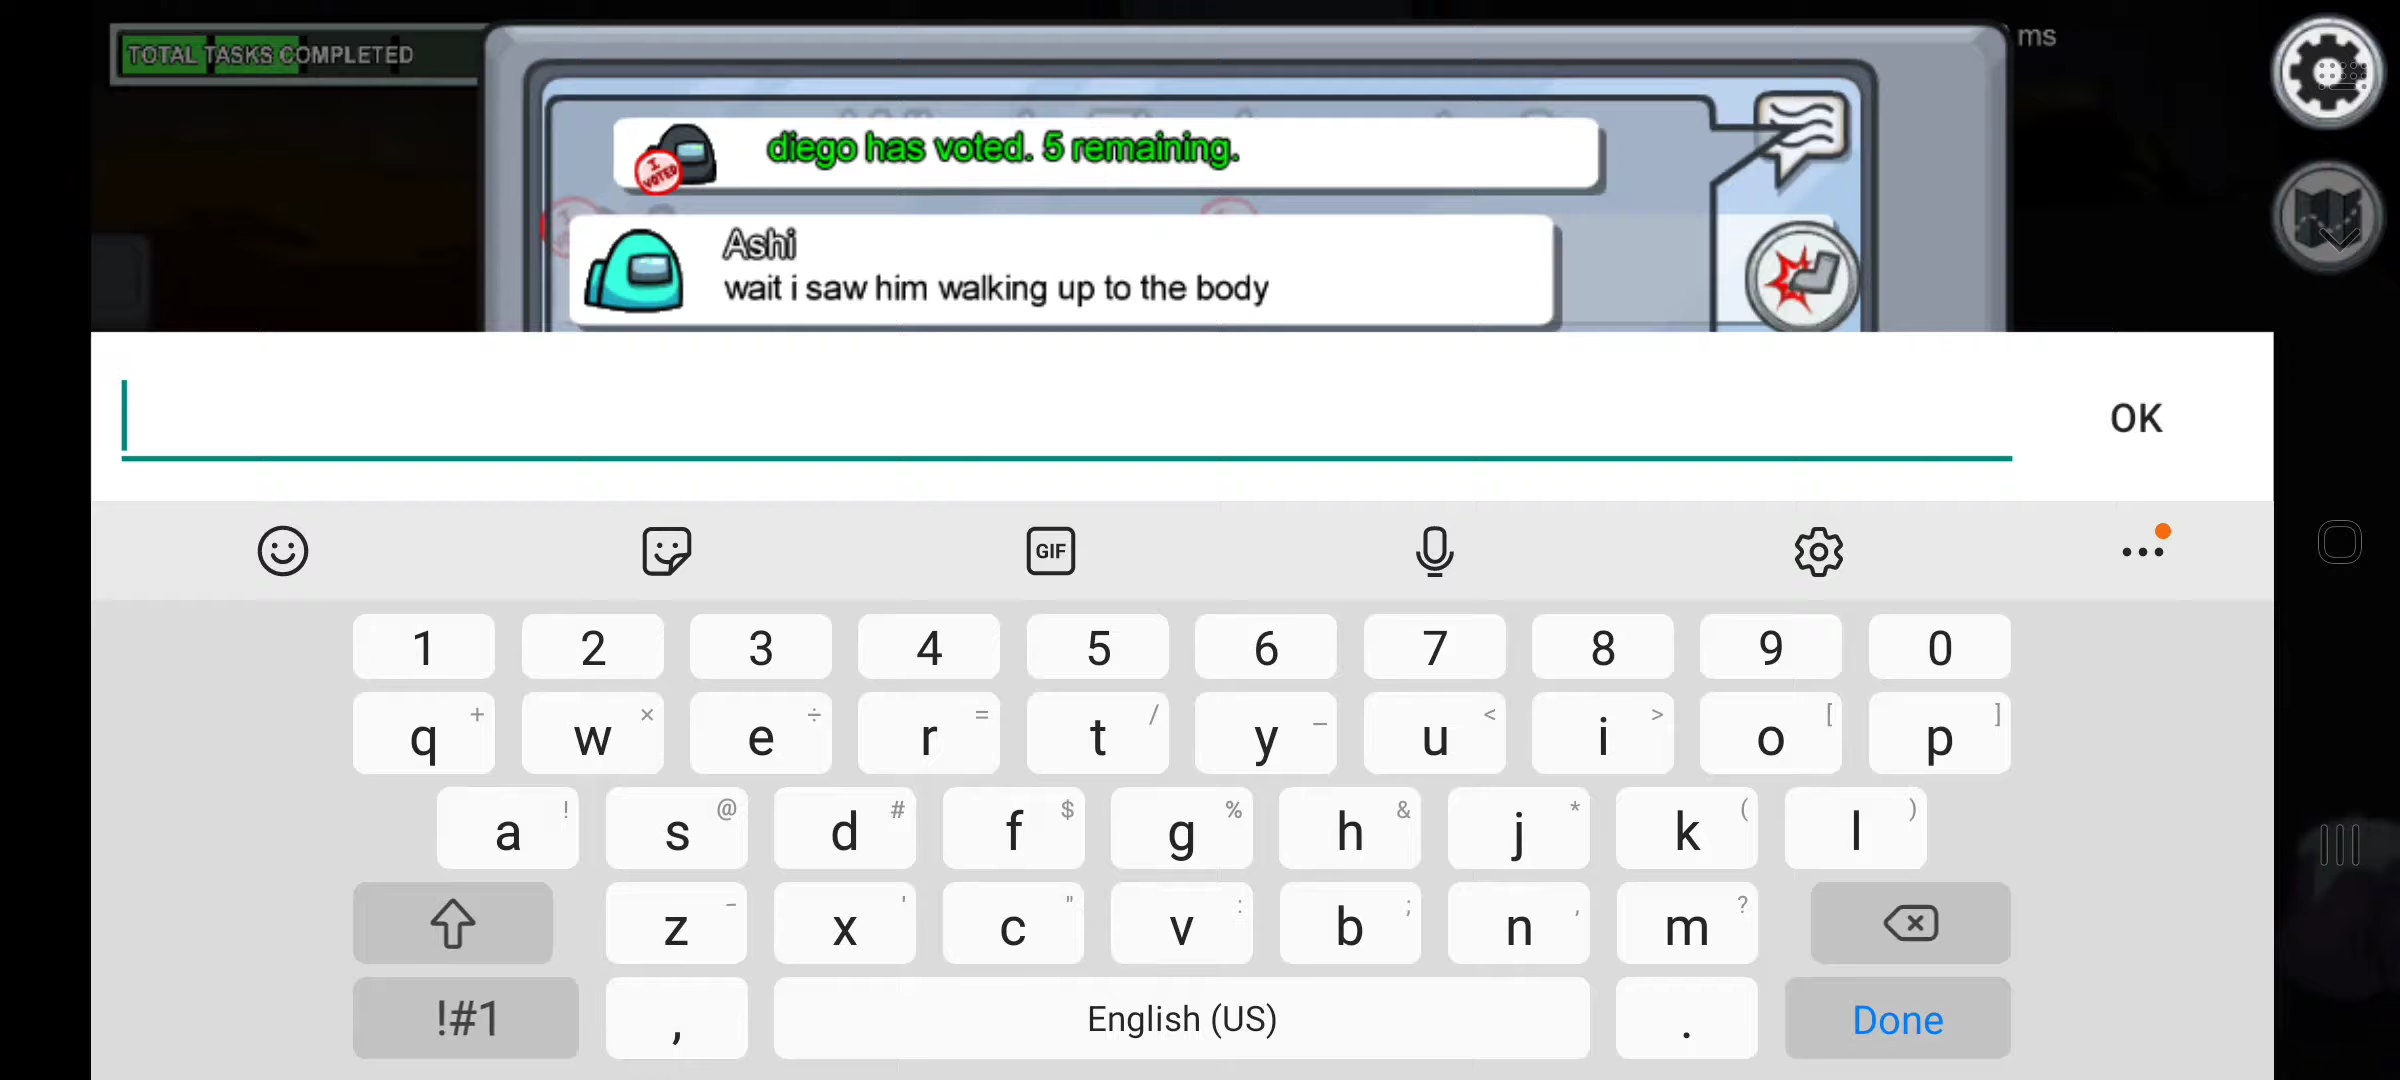 TOTAL TASKS COMPLETED
ms
I VOTED
diego has voted. 5 remaining.
Ashi
wait i saw him walking up to the body
OK
GIF
1 2 3 4 5 6 7 8 9 0
q + w × e ÷ r = t / y _ u < i > o [ p ]
a ! s @ d # f $ g % h & j * k ( l )
z - x ' c " v : b ; n , m ?
!#1 , English (US) . Done